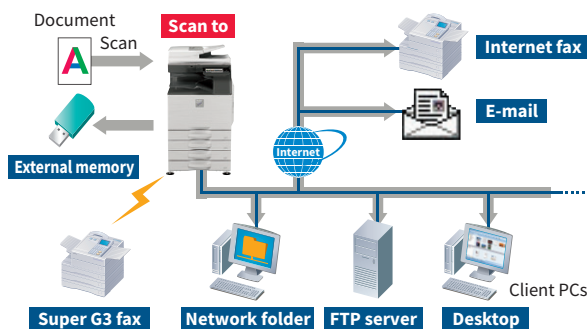 Document
Scan to
Scan
A
Internet fax
E-mail
External memory
Internet
Client PCs
Super G3 fax
Network folder
FTP server
Desktop